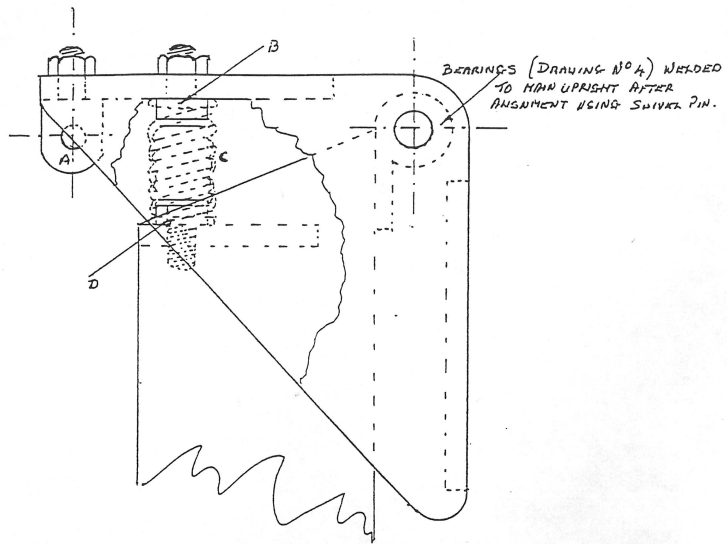 B
BEARINGS (DRAWING Nº 4) WELDED
TO MAIN UPRIGHT AFTER
ALIGNMENT USING SWIVEL PIN.
A
C
D